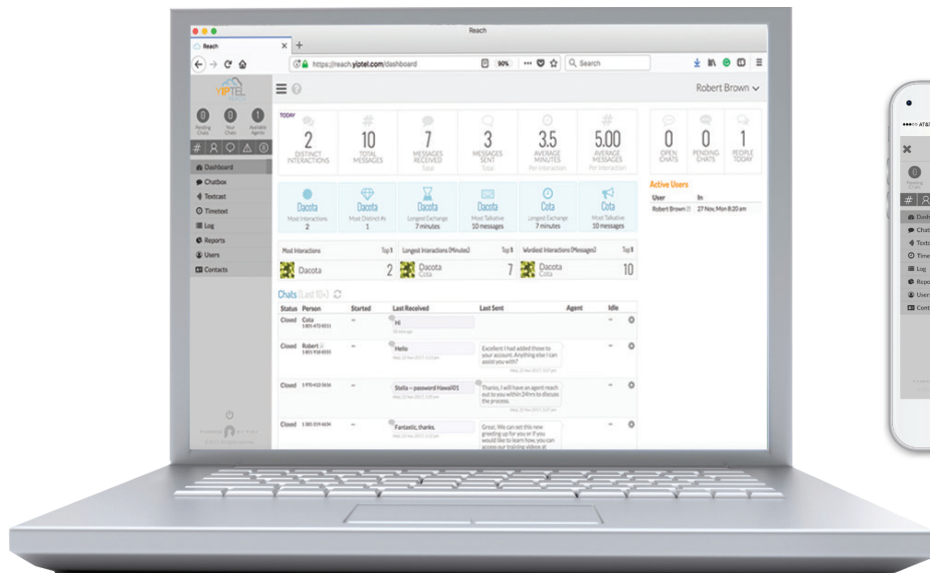 Reach
Reach
https://reach.yiptel.com/dashboard
90%
Search
YIPTEL
Robert Brown
0 0 1
Pending Chats
Your Chats
Available Agents
Dashboard
Chatbox
Textcast
Timetext
Log
Reports
Users
Contacts
TODAY
2
DISTINCT INTERACTIONS
10
TOTAL MESSAGES
7
MESSAGES RECEIVED
Total
3
MESSAGES SENT
Total
3.5
AVERAGE MINUTES
Per Interaction
5.00
AVERAGE MESSAGES
Per Interaction
0
OPEN CHATS
0
PENDING CHATS
1
PEOPLE TODAY
Dacota
Most Interactions
2
Dacota
Most Distinct #s
1
Dacota
Longest Exchange
7 minutes
Dacota
Most Talkative
10 messages
Cota
Longest Exchange
7 minutes
Cota
Most Talkative
10 messages
Active Users
User In
Robert Brown 27 Nov, Mon 8:20 am
Most Interactions Top 1
Dacota 2
Longest Interactions (Minutes) Top 1
Dacota
Cota
7
Wordiest Interactions (Messages) Top 1
Dacota
Cota
10
Chats (Last 10+)
Status Person Started Last Received Last Sent Agent Idle
Closed Cota
Hi
Closed Robert
Hello
Excellent I had added those to
your account. Anything else I can
assist you with?
Closed
Stella — password Hawaii01
Thanks, I will have an agent reach
out to you within 24hrs to discuss
the process.
Closed
Fantastic, thanks.
Great. We can set this new
greeting up for you or if you
would like to learn how, you can
access our training videos at
AT&
0